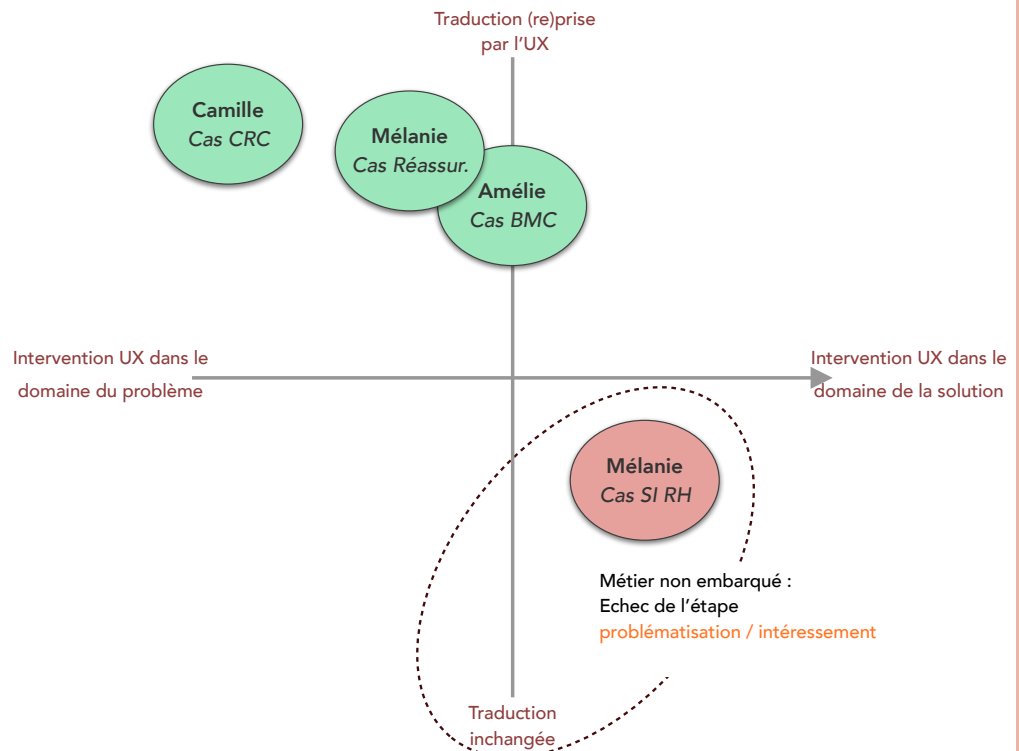 Traduction (re)prise
par l’UX
Camille
Cas CRC
Mélanie
Cas Réassur.
Amélie
Cas BMC
Intervention UX dans le
domaine du problème
Intervention UX dans le
domaine de la solution
Mélanie
Cas SI RH
Métier non embarqué :
Echec de l’étape
problématisation / intéressement
Traduction
inchangée